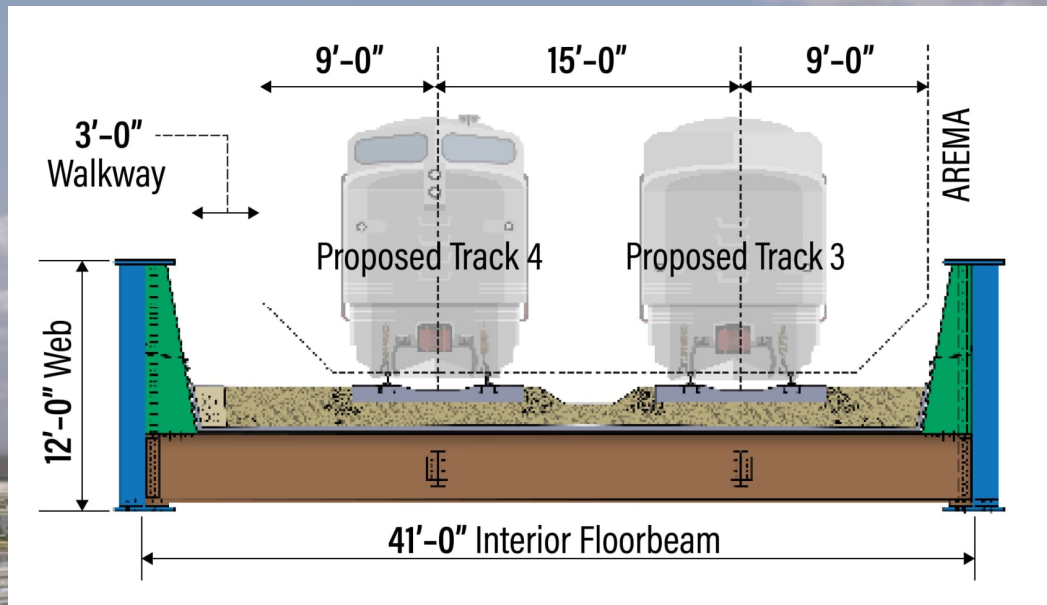 9′–0″ 15′–0″ 9′–0″
3′–0″
Walkway
AREMA
Proposed Track 4 Proposed Track 3
12′–0″ Web
41′–0″ Interior Floorbeam